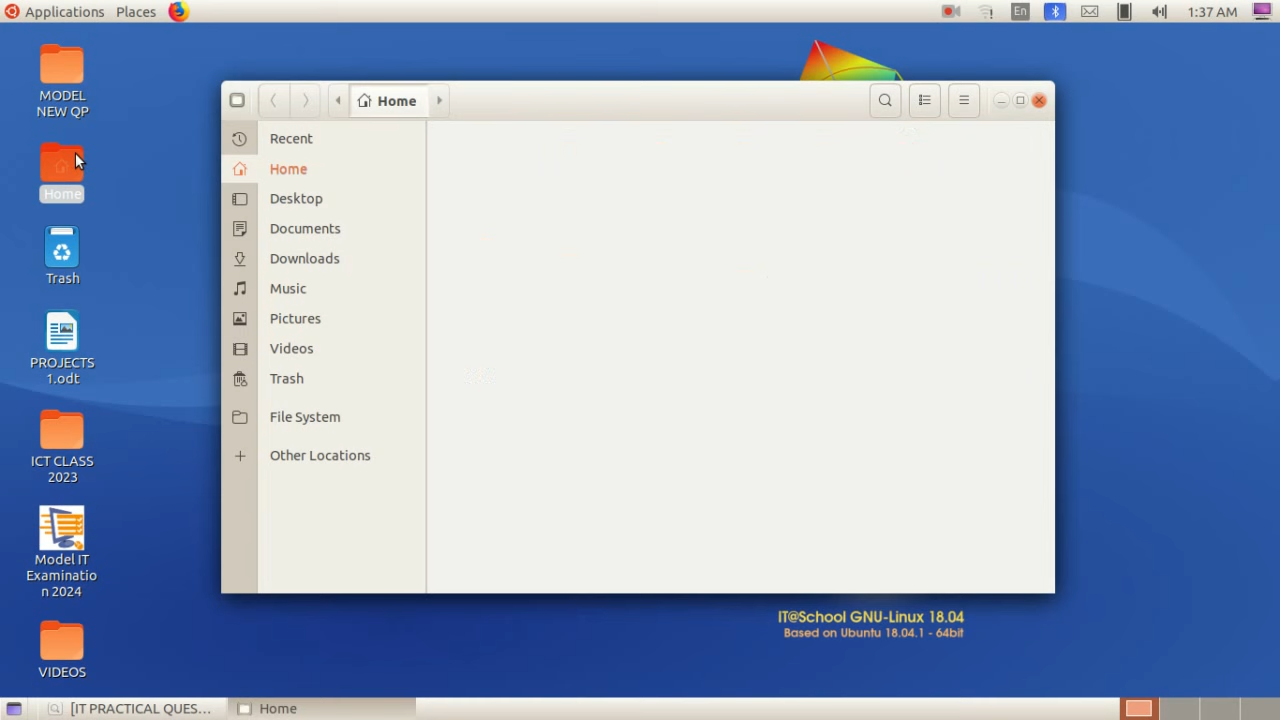 Applications Places
En
1:37 AM
MODEL
NEW QP
Home
Trash
PROJECTS
1.odt
ICT CLASS
2023
Model IT
Examinatio
n 2024
VIDEOS
Home
Recent
Home
Desktop
Documents
Downloads
Music
Pictures
Videos
Trash
File System
Other Locations
IT@School GNU-Linux 18.04
Based on Ubuntu 18.04.1 - 64bit
[IT PRACTICAL QUES...
Home